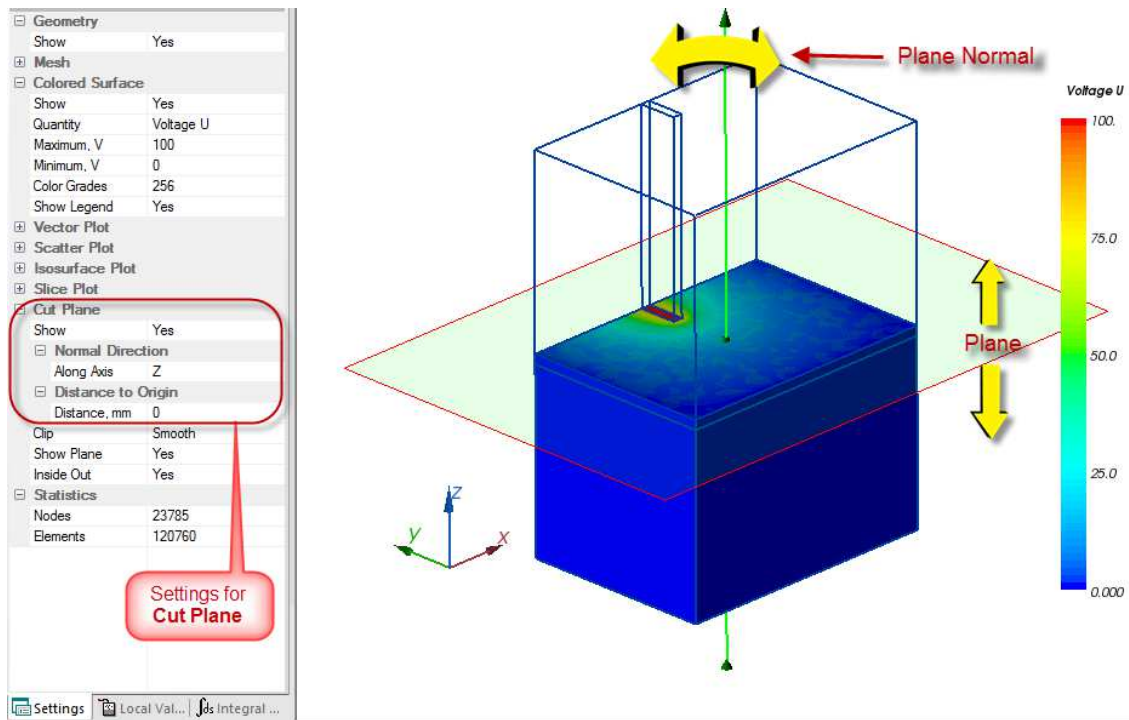 Geometry
Show Yes
Mesh
Colored Surface
Show Yes
Quantity Voltage U
Maximum, V 100
Minimum, V 0
Color Grades 256
Show Legend Yes
Vector Plot
Scatter Plot
Isosurface Plot
Slice Plot
Cut Plane
Show Yes
Normal Direction
Along Axis Z
Distance to Origin
Distance, mm 0
Clip Smooth
Show Plane Yes
Inside Out Yes
Statistics
Nodes 23785
Elements 120760
Settings for
Cut Plane
Settings Local Val... ∫ds Integral ...
Plane Normal
Plane
z
y
x
Voltage U
100.
75.0
50.0
25.0
0.000